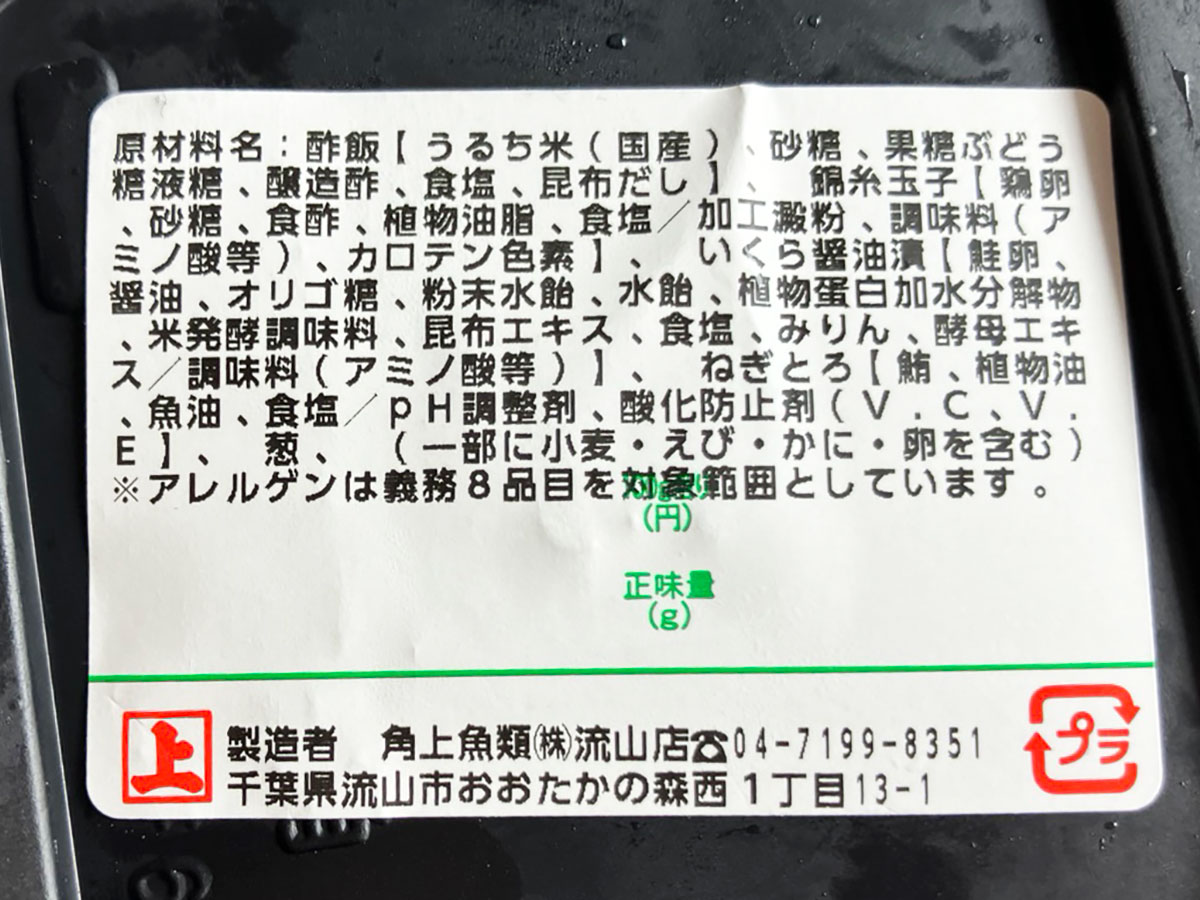 原材料名：酢飯【うるち米（国産）、砂糖、果糖ぶどう
糖液糖、醸造酢、食塩、昆布だし】、　錦糸玉子【鶏卵
、砂糖、食酢、植物油脂、食塩／加工澱粉、調味料（ア
ミノ酸等）、カロテン色素】、　いくら醤油漬【鮭卵、
醤油、オリゴ糖、粉末水飴、水飴、植物蛋白加水分解物
、米発酵調味料、昆布エキス、食塩、みりん、酵母エキ
ス／調味料（アミノ酸等）】、　ねぎとろ【鮪、植物油
、魚油、食塩／ｐＨ調整剤、酸化防止剤（Ｖ．Ｃ、Ｖ．
Ｅ】、　葱、　（一部に小麦・えび・かに・卵を含む）
※アレルゲンは義務８品目を対象範囲としています。
(円)
正味量
(g)
上
製造者　角上魚類㈱流山店☎04-7199-8351
千葉県流山市おおたかの森西１丁目13-1
プラ